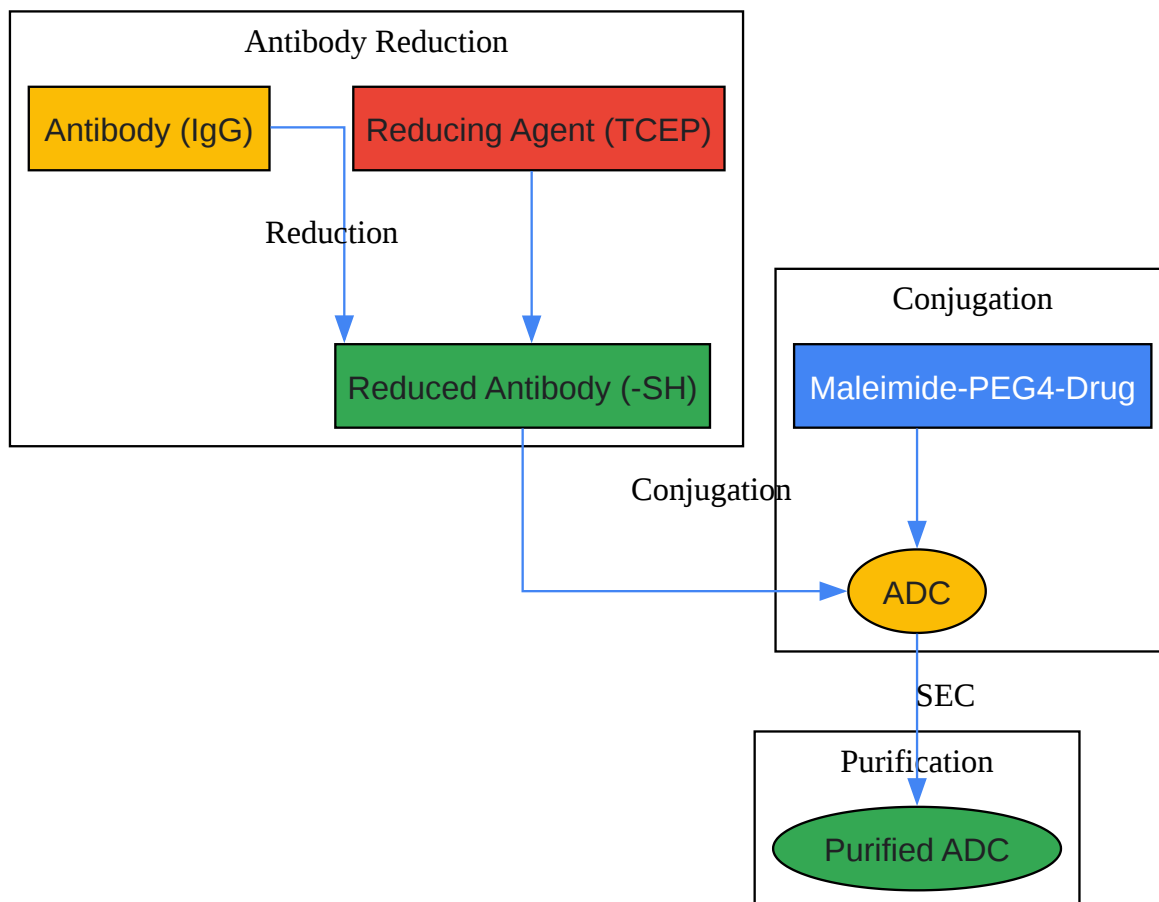 Antibody Reduction
Antibody (IgG)
Reducing Agent (TCEP)
Reduction
Reduced Antibody (-SH)
Conjugation
Maleimide-PEG4-Drug
Conjugation
ADC
SEC
Purification
Purified ADC